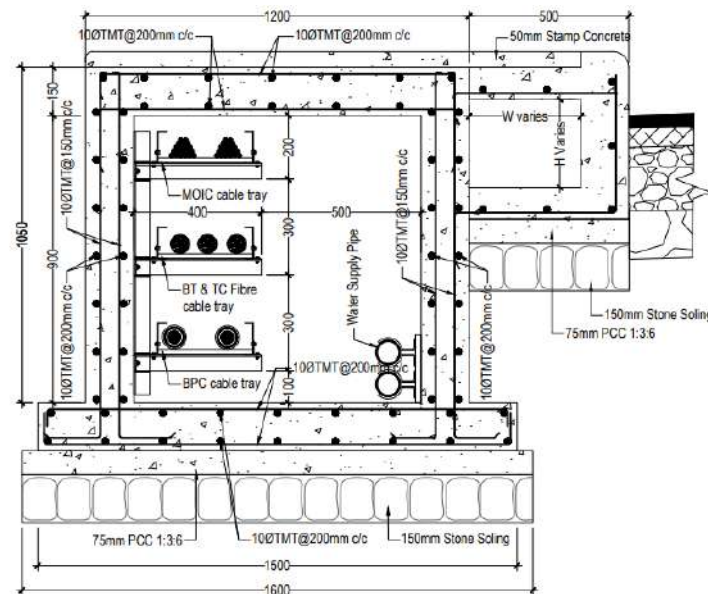 1200
500
10ØTMT@200mm c/c
10ØTMT@200mm c/c
50mm Stamp Concrete
150
W varies
H Varies
200
MOIC cable tray
10ØTMT@150mm c/c
10ØTMT@150mm c/c
400
500
1050
900
300
BT & TC Fibre
cable tray
Water Supply Pipe
10ØTMT@200mm c/c
10ØTMT@200mm c/c
300
150mm Stone Soling
75mm PCC 1:3:6
BPC cable tray
10ØTMT@200mm c/c
100
75mm PCC 1:3:6
10ØTMT@200mm c/c
150mm Stone Soling
1500
1600